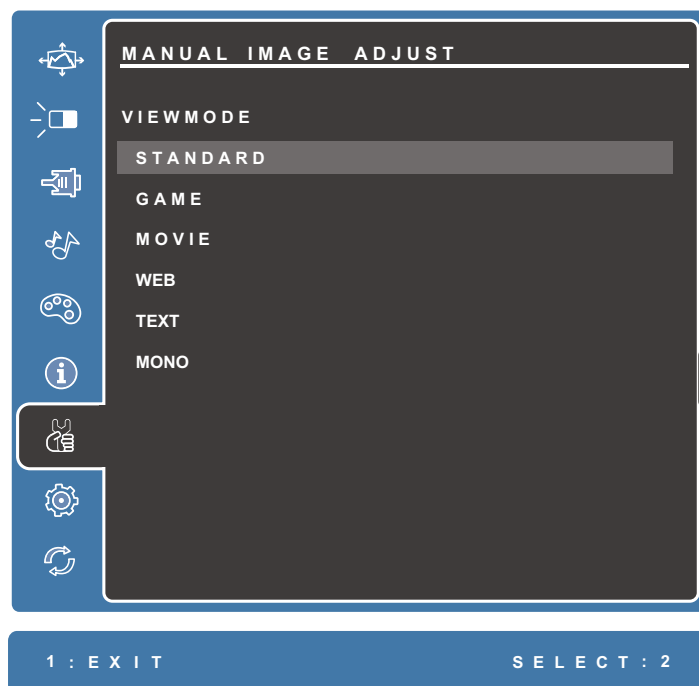 MANUAL IMAGE ADJUST
VIEWMODE
STANDARD
GAME
MOVIE
WEB
TEXT
MONO
1:EXIT SELECT:2